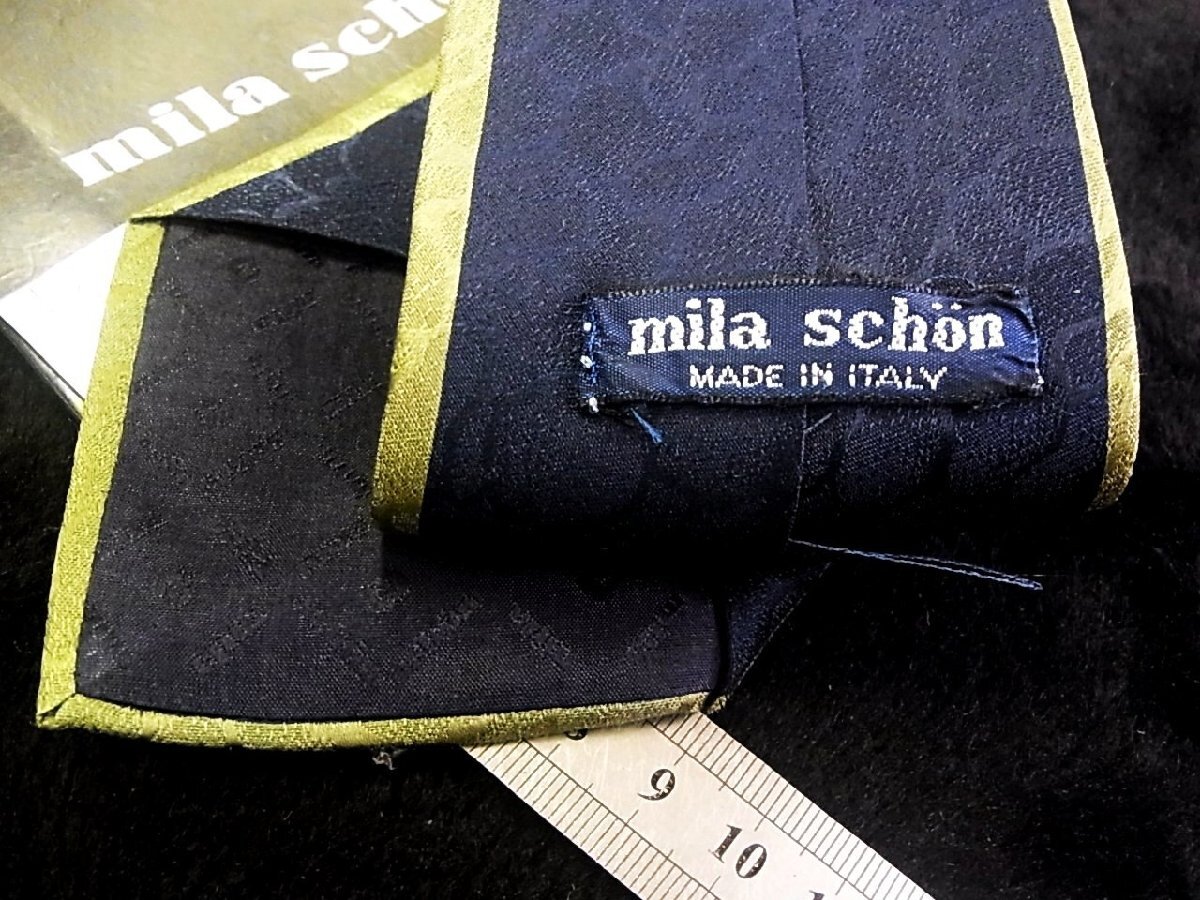 mila sch
mila schön
MADE IN ITALY
9
10